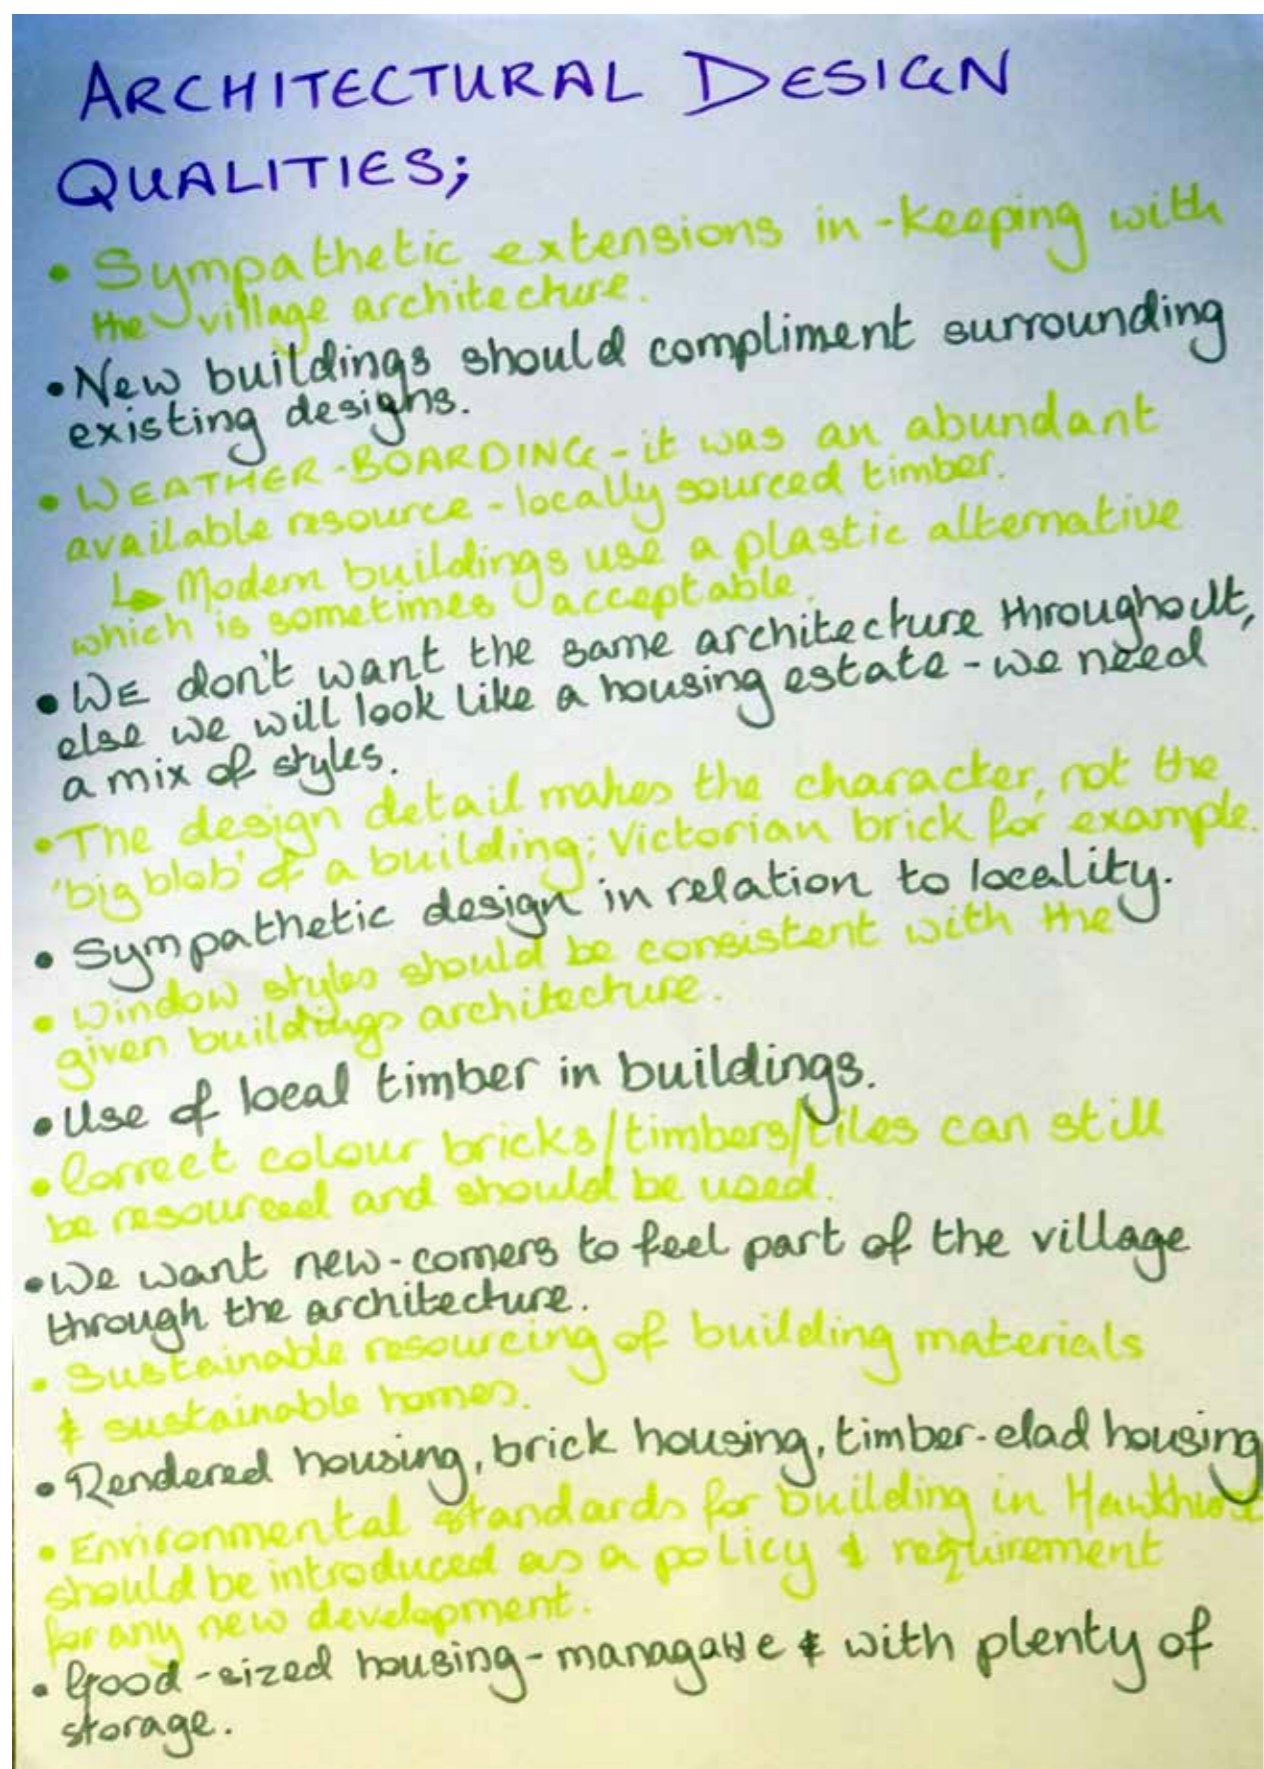 ARCHITECTURAL DESIGN
QUALITIES;
• Sympathetic extensions in-keeping with
the village architecture.
• New buildings should compliment surrounding
existing designs.
• WEATHER-BOARDING - it was an abundant
available resource - locally sourced timber.
↳ Modern buildings use a plastic alternative
which is sometimes acceptable.
• WE don't want the same architecture throughout,
else we will look like a housing estate - we need
a mix of styles.
• The design detail makes the character, not the
'big blob' of a building; Victorian brick for example.
• Sympathetic design in relation to locality.
• Window styles should be consistent with the
given buildings architecture.
• Use of local timber in buildings.
• Correct colour bricks/timbers/tiles can still
be resourced and should be used.
• We want new-comers to feel part of the village
through the architecture.
• Sustainable resourcing of building materials
& sustainable homes.
• Rendered housing, brick housing, timber-clad housing
• Environmental standards for building in
should be introduced as a policy & requirement
for any new development.
• Good-sized housing - managable & with plenty of
storage.